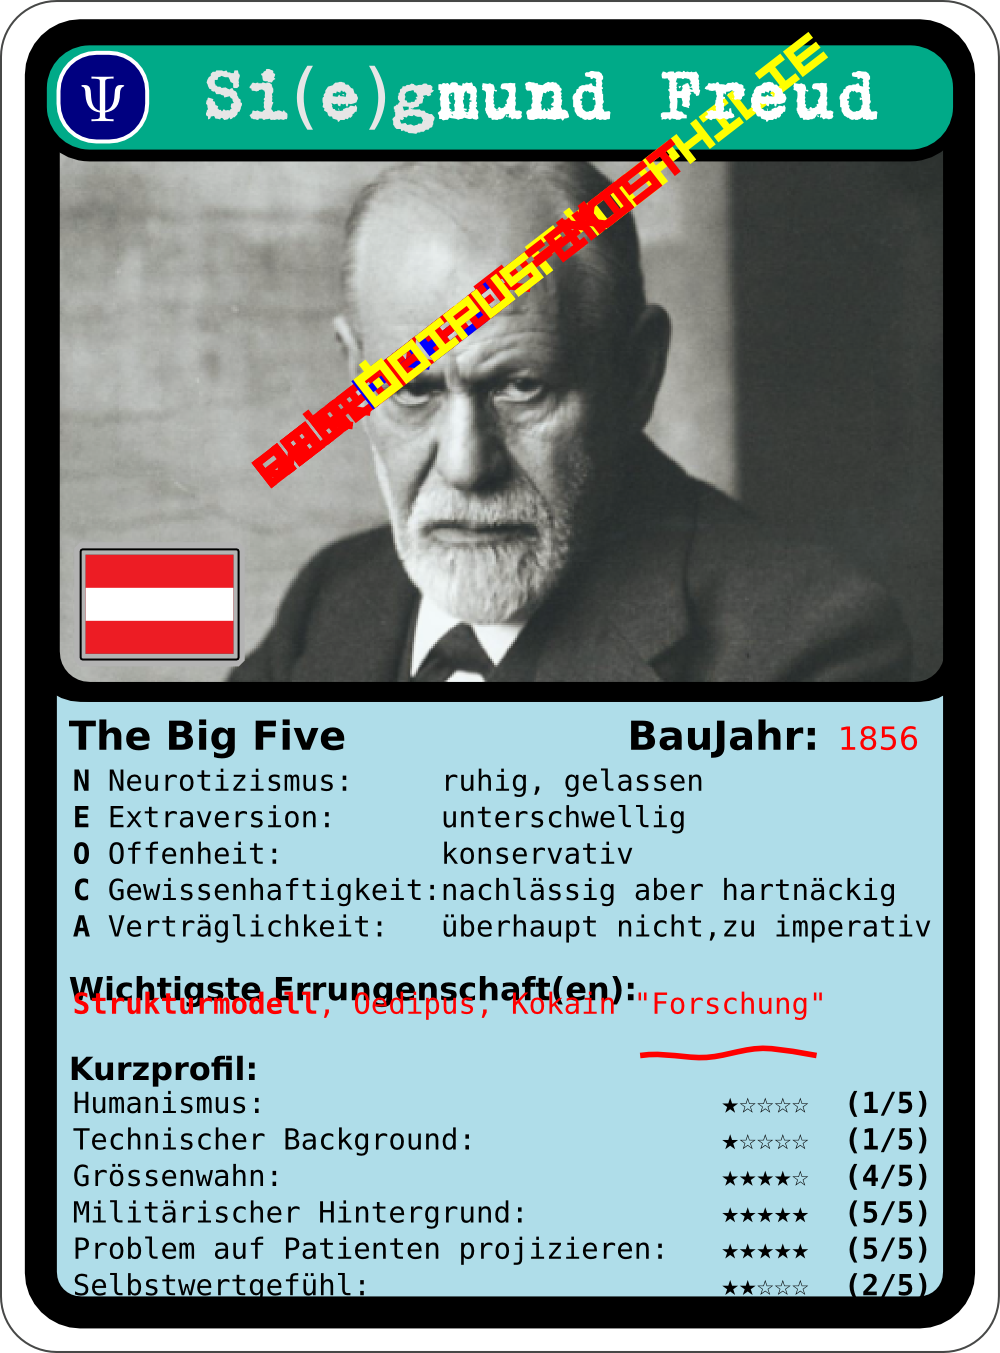 Ψ Si(e)gmund Freud
The Big Five BauJahr: 1856
N Neurotizismus: ruhig, gelassen
E Extraversion: unterschwellig
O Offenheit: konservativ
C Gewissenhaftigkeit: nachlässig aber hartnäckig
A Verträglichkeit: überhaupt nicht,zu imperativ
Wichtigste Errungenschaft(en):
Strukturmodell, Oedipus, Kokain "Forschung"
Kurzprofil:
Humanismus: ★☆☆☆☆ (1/5)
Technischer Background: ★☆☆☆☆ (1/5)
Grössenwahn: ★★★★☆ (4/5)
Militärischer Hintergrund: ★★★★★ (5/5)
Problem auf Patienten projizieren: ★★★★★ (5/5)
Selbstwertgefühl: ★★☆☆☆ (2/5)